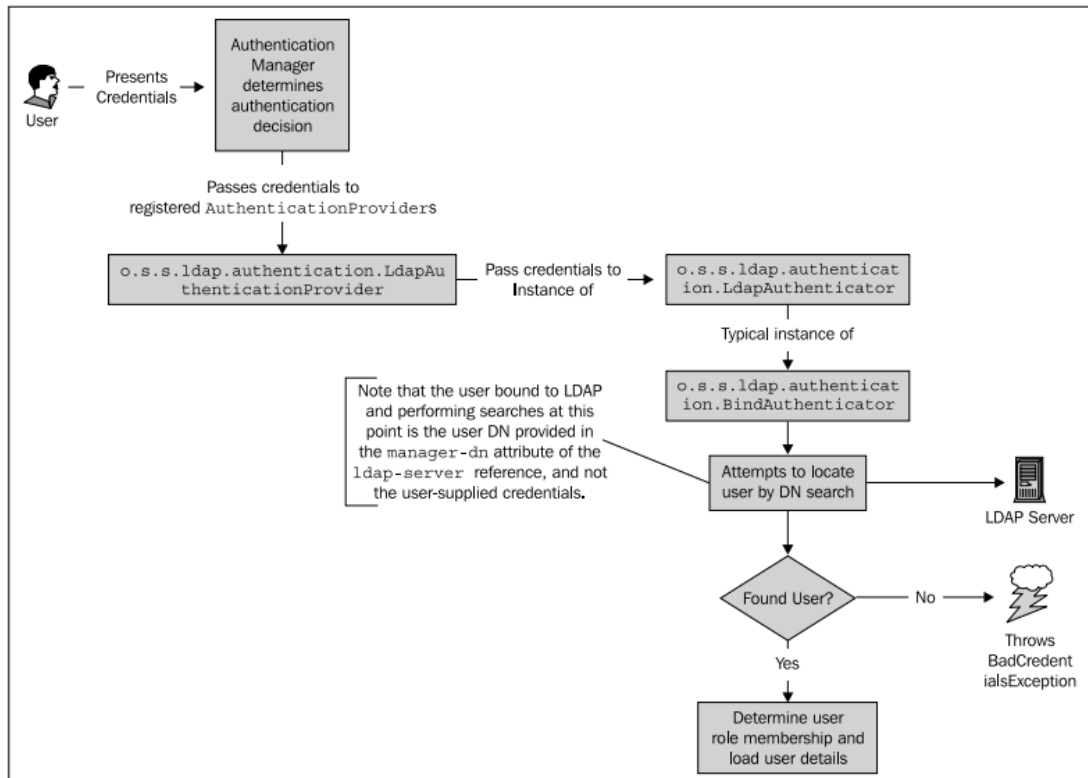 User
Presents
Credentials
Authentication
Manager
determines
authentication
decision
Passes credentials to
registered AuthenticationProviders
o.s.s.ldap.authentication.LdapAu
thenticationProvider
Pass credentials to
Instance of
o.s.s.ldap.authenticat
ion.LdapAuthenticator
Typical instance of
o.s.s.ldap.authenticat
ion.BindAuthenticator
Note that the user bound to LDAP
and performing searches at this
point is the user DN provided in
the manager-dn attribute of the
ldap-server reference, and not
the user-supplied credentials.
Attempts to locate
user by DN search
LDAP Server
Found User?
No
Throws
BadCredent
ialsException
Yes
Determine user
role membership and
load user details